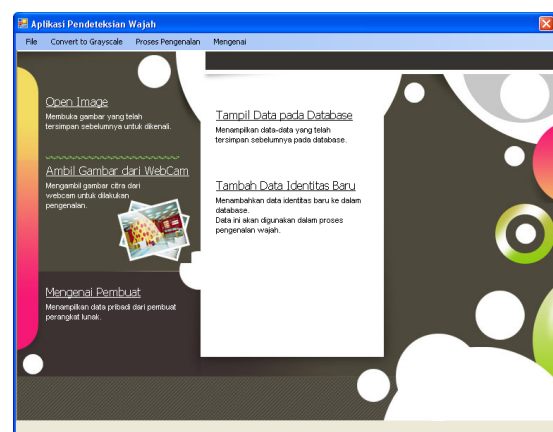 Aplikasi Pendeteksian Wajah
File Convert to Grayscale Proses Pengenalan Mengenai
Open Image
Membuka gambar yang telah
tersimpan sebelumnya untuk dikenali.
Ambil Gambar dari WebCam
Mengambil gambar citra dari
webcam untuk dilakukan
pengenalan.
Mengenai Pembuat
Menampilkan data pribadi dari pembuat
perangkat lunak.
Tampil Data pada Database
Menampilkan data-data yang telah
tersimpan sebelumnya pada database.
Tambah Data Identitas Baru
Menambahkan data identitas baru ke dalam
database.
Data ini akan digunakan dalam proses
pengenalan wajah.